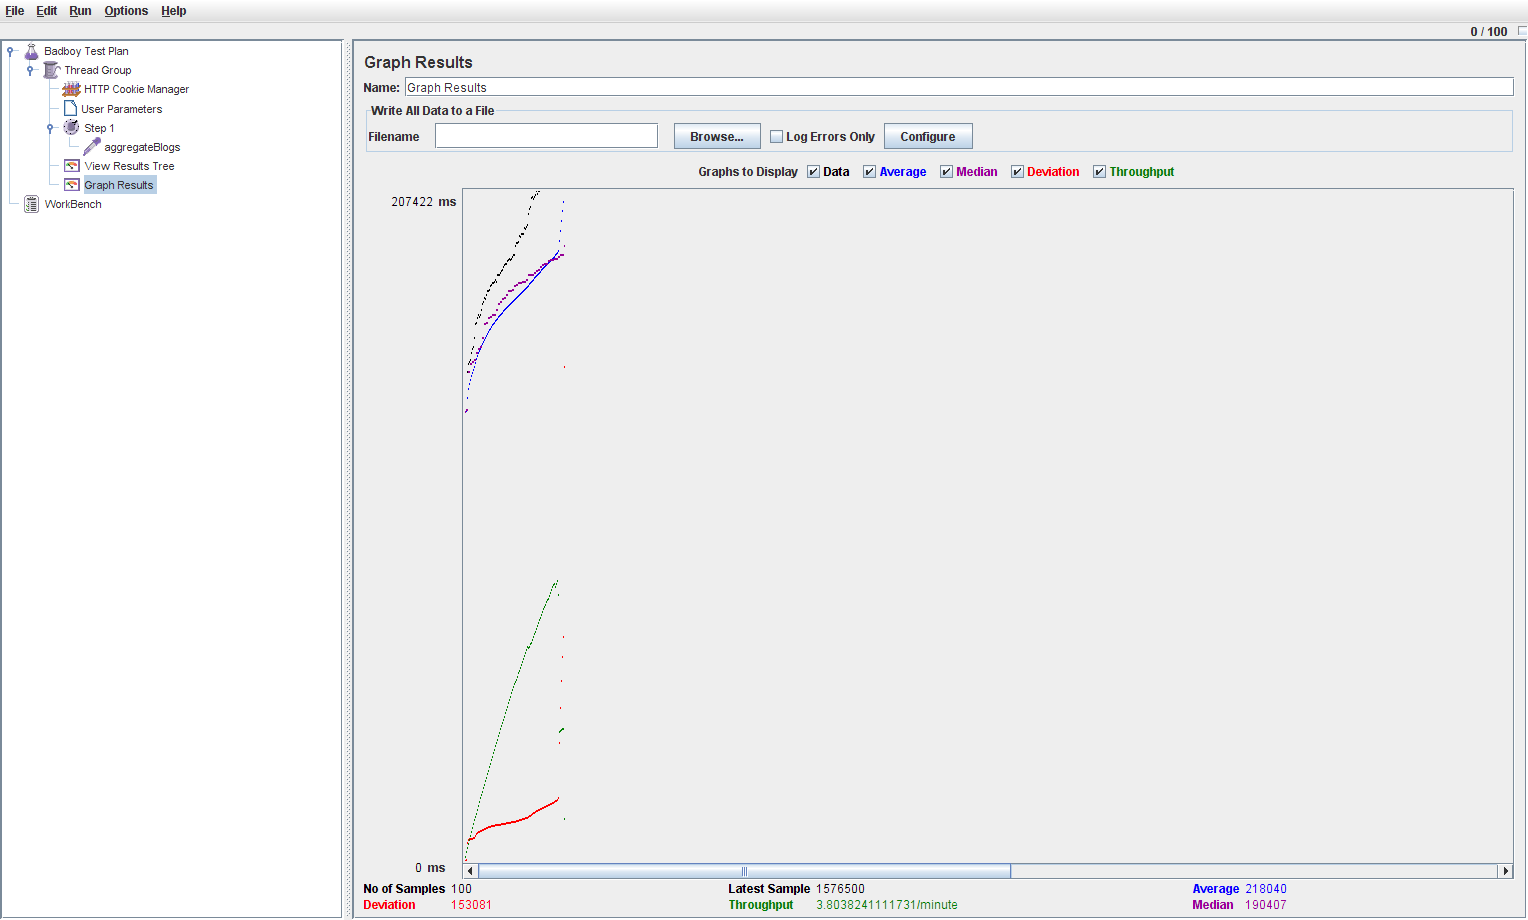 File Edit Run Options Help
0 / 100
Badboy Test Plan
Thread Group
HTTP Cookie Manager
User Parameters
Step 1
aggregateBlogs
View Results Tree
Graph Results
WorkBench
Graph Results
Name: Graph Results
Write All Data to a File
Filename Browse... Log Errors Only Configure
Graphs to Display Data Average Median Deviation Throughput
207422 ms
0 ms
No of Samples 100 Latest Sample 1576500 Average 218040
Deviation 153081 Throughput 3.8038241111731/minute Median 190407